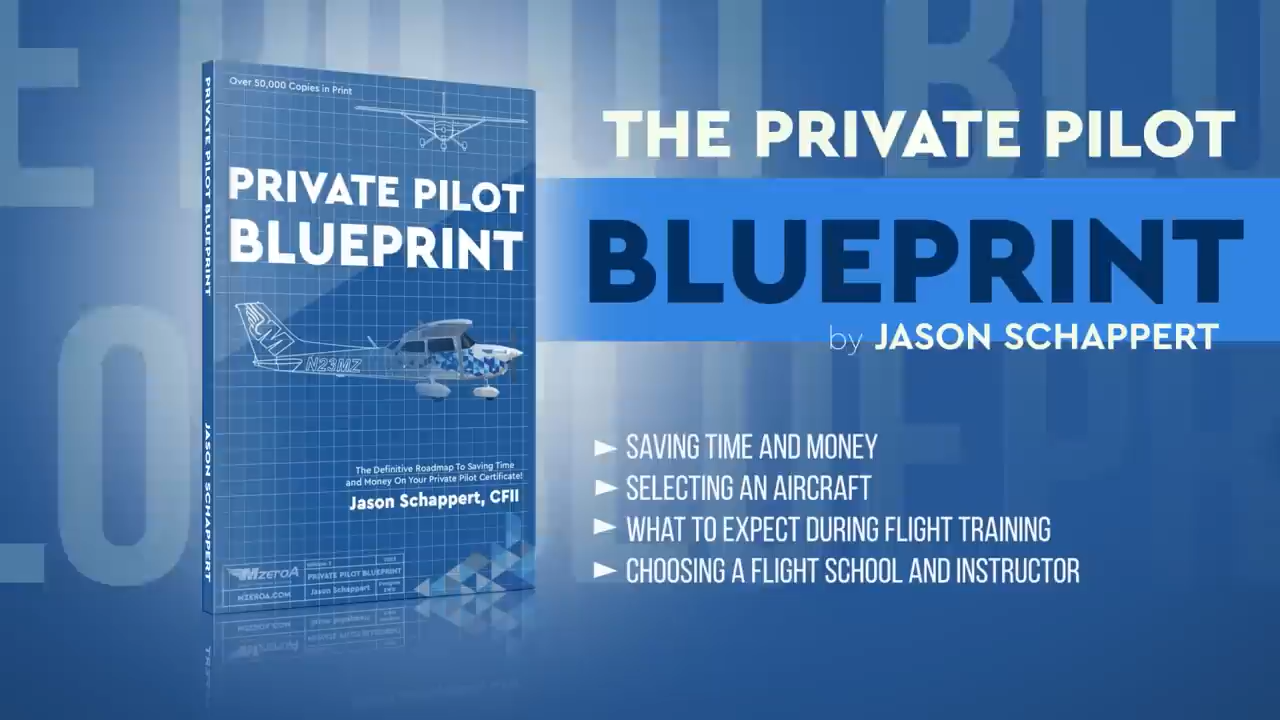 Over 50,000 Copies in Print
PRIVATE PILOT
BLUEPRINT
N23MZ
The Definitive Roadmap To Saving Time
and Money On Your Private Pilot Certificate!
Jason Schappert, CFII
MZEROA
MZEROA.COM
PRIVATE PILOT BLUEPRINT
Jason Schappert
PRIVATE PILOT BLUEPRINT
JASON SCHAPPERT
THE PRIVATE PILOT
BLUEPRINT
by JASON SCHAPPERT
► SAVING TIME AND MONEY
► SELECTING AN AIRCRAFT
► WHAT TO EXPECT DURING FLIGHT TRAINING
► CHOOSING A FLIGHT SCHOOL AND INSTRUCTOR